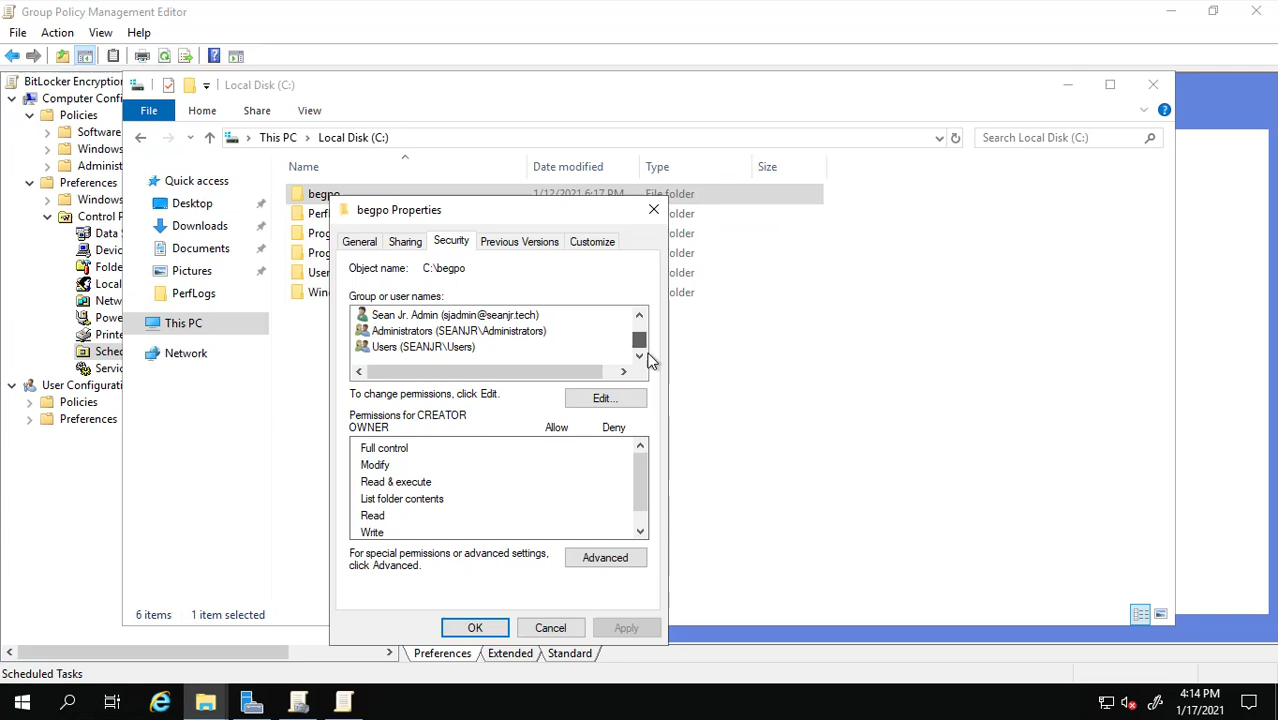 Group Policy Management Editor
File Action View Help
BitLocker Encryption
Computer Confi
Policies
Software
Windows
Administ
Preferences
Windows
Control P
Data S
Devic
Folde
Local
Netw
Powe
Sched
User Configuratio
Policies
Preferences
Local Disk (C:)
File Home Share View
This PC Local Disk (C:)
Search Local Disk (C:)
Quick access
Desktop
Downloads
Documents
Pictures
PerfLogs
This PC
Network
Name Date modified Type Size
begpo 1/12/2021 6:17 PM File folder
Perfl
Prog
Prog
User
Win
older
older
older
older
older
begpo Properties
General Sharing Security Previous Versions Customize
Object name: C:\begpo
Group or user names:
Sean Jr. Admin (sjadmin@seanjr.tech)
Administrators (SEANJR\Administrators)
Users (SEANJR\Users)
To change permissions, click Edit.
Edit...
Permissions for CREATOR
OWNER Allow Deny
Full control
Modify
Read & execute
List folder contents
Read
Write
For special permissions or advanced settings,
click Advanced.
Advanced
OK Cancel Apply
6 items 1 item selected
Preferences Extended Standard
Scheduled Tasks
4:14 PM
1/17/2021